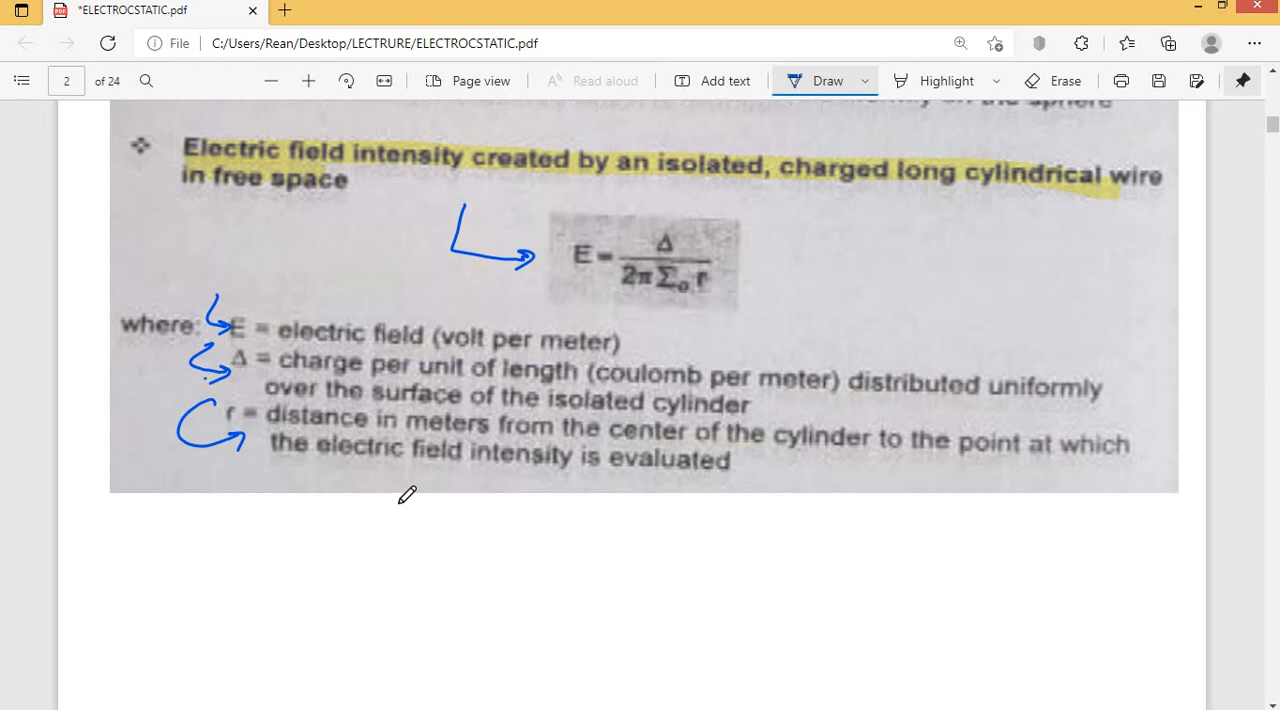 *ELECTROCSTATIC.pdf
File C:/Users/Rean/Desktop/LECTRURE/ELECTROCSTATIC.pdf
2 of 24 Page view Read aloud Add text Draw Highlight Erase
on the sphere
❖ Electric field intensity created by an isolated, charged long cylindrical wire
in free space
E = Δ / 2π Σ₀ r
where: E = electric field (volt per meter)
Δ = charge per unit of length (coulomb per meter) distributed uniformly
over the surface of the isolated cylinder
r = distance in meters from the center of the cylinder to the point at which
the electric field intensity is evaluated